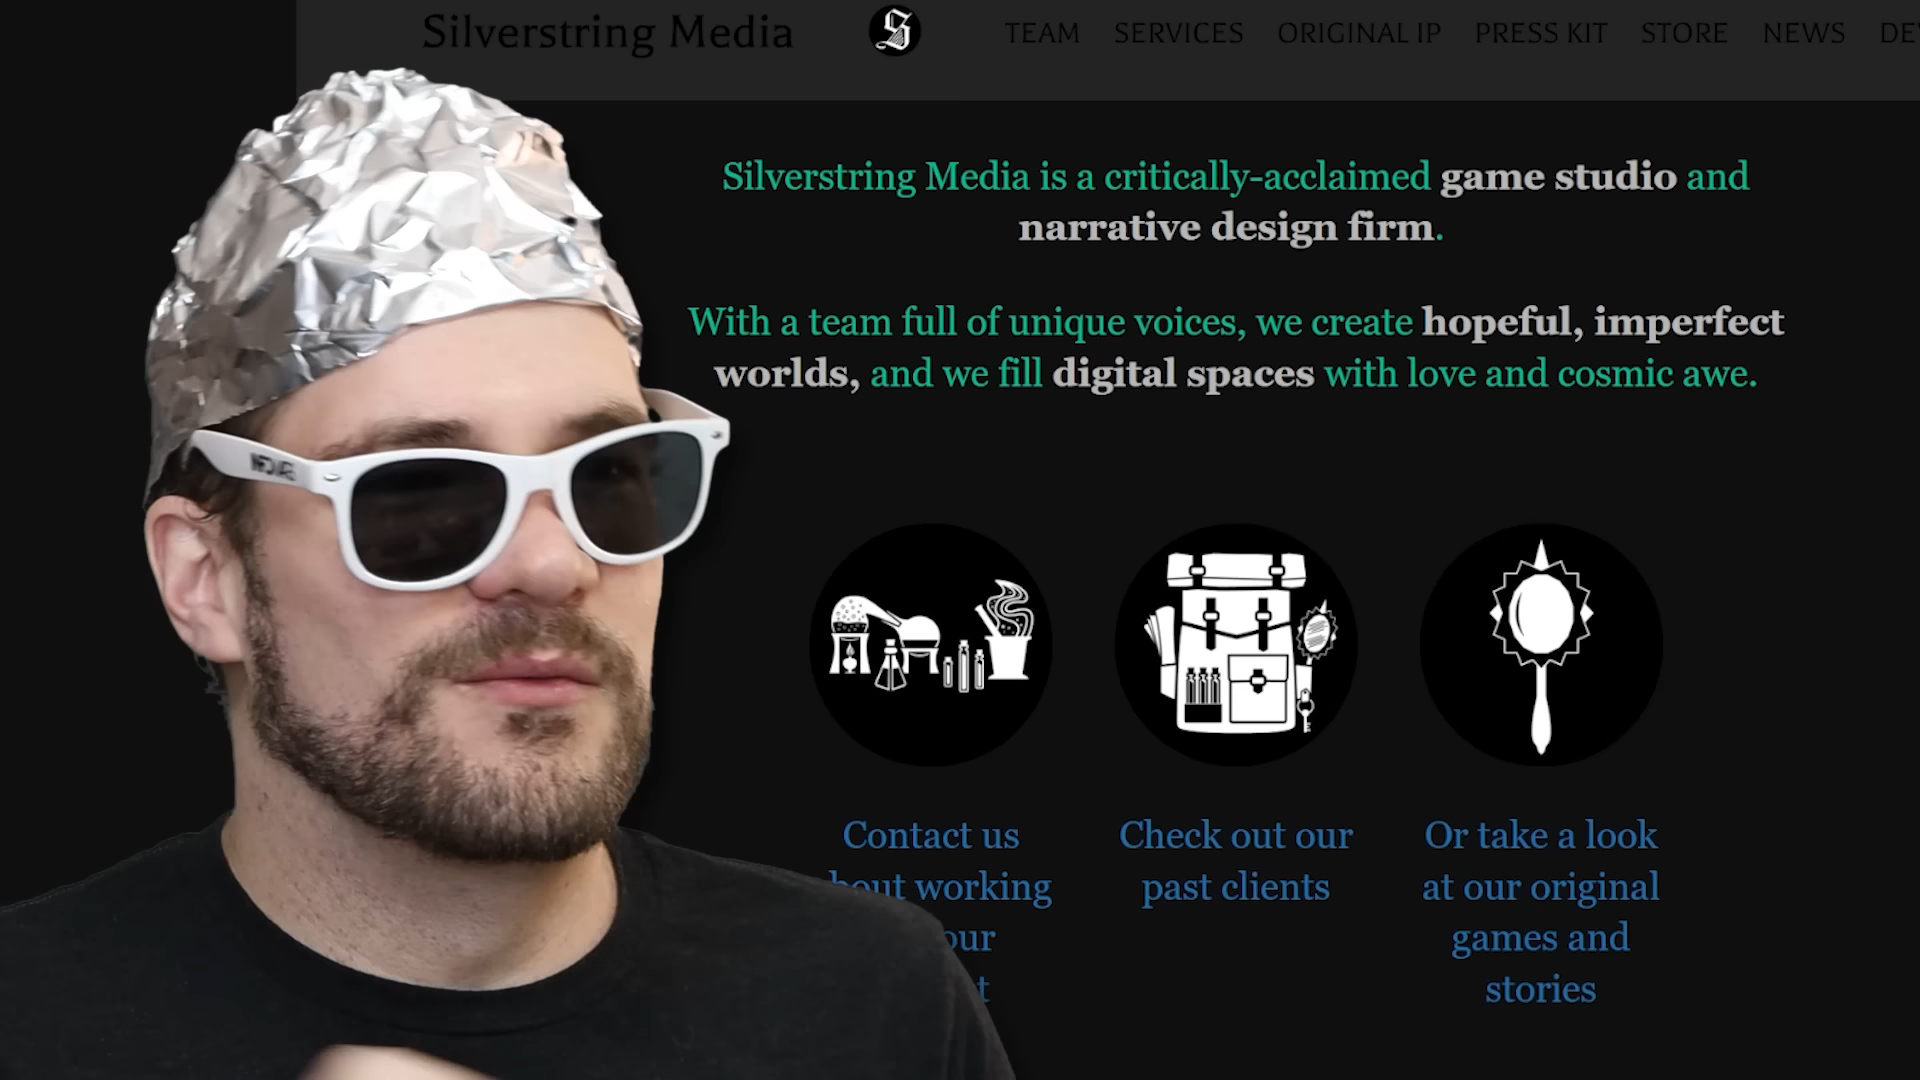 Silverstring Media
TEAM SERVICES ORIGINAL IP PRESS KIT STORE NEWS
Silverstring Media is a critically-acclaimed game studio and
narrative design firm.
With a team full of unique voices, we create hopeful, imperfect
worlds, and we fill digital spaces with love and cosmic awe.
Contact us
working
Check out our
past clients
Or take a look
at our original
games and
stories